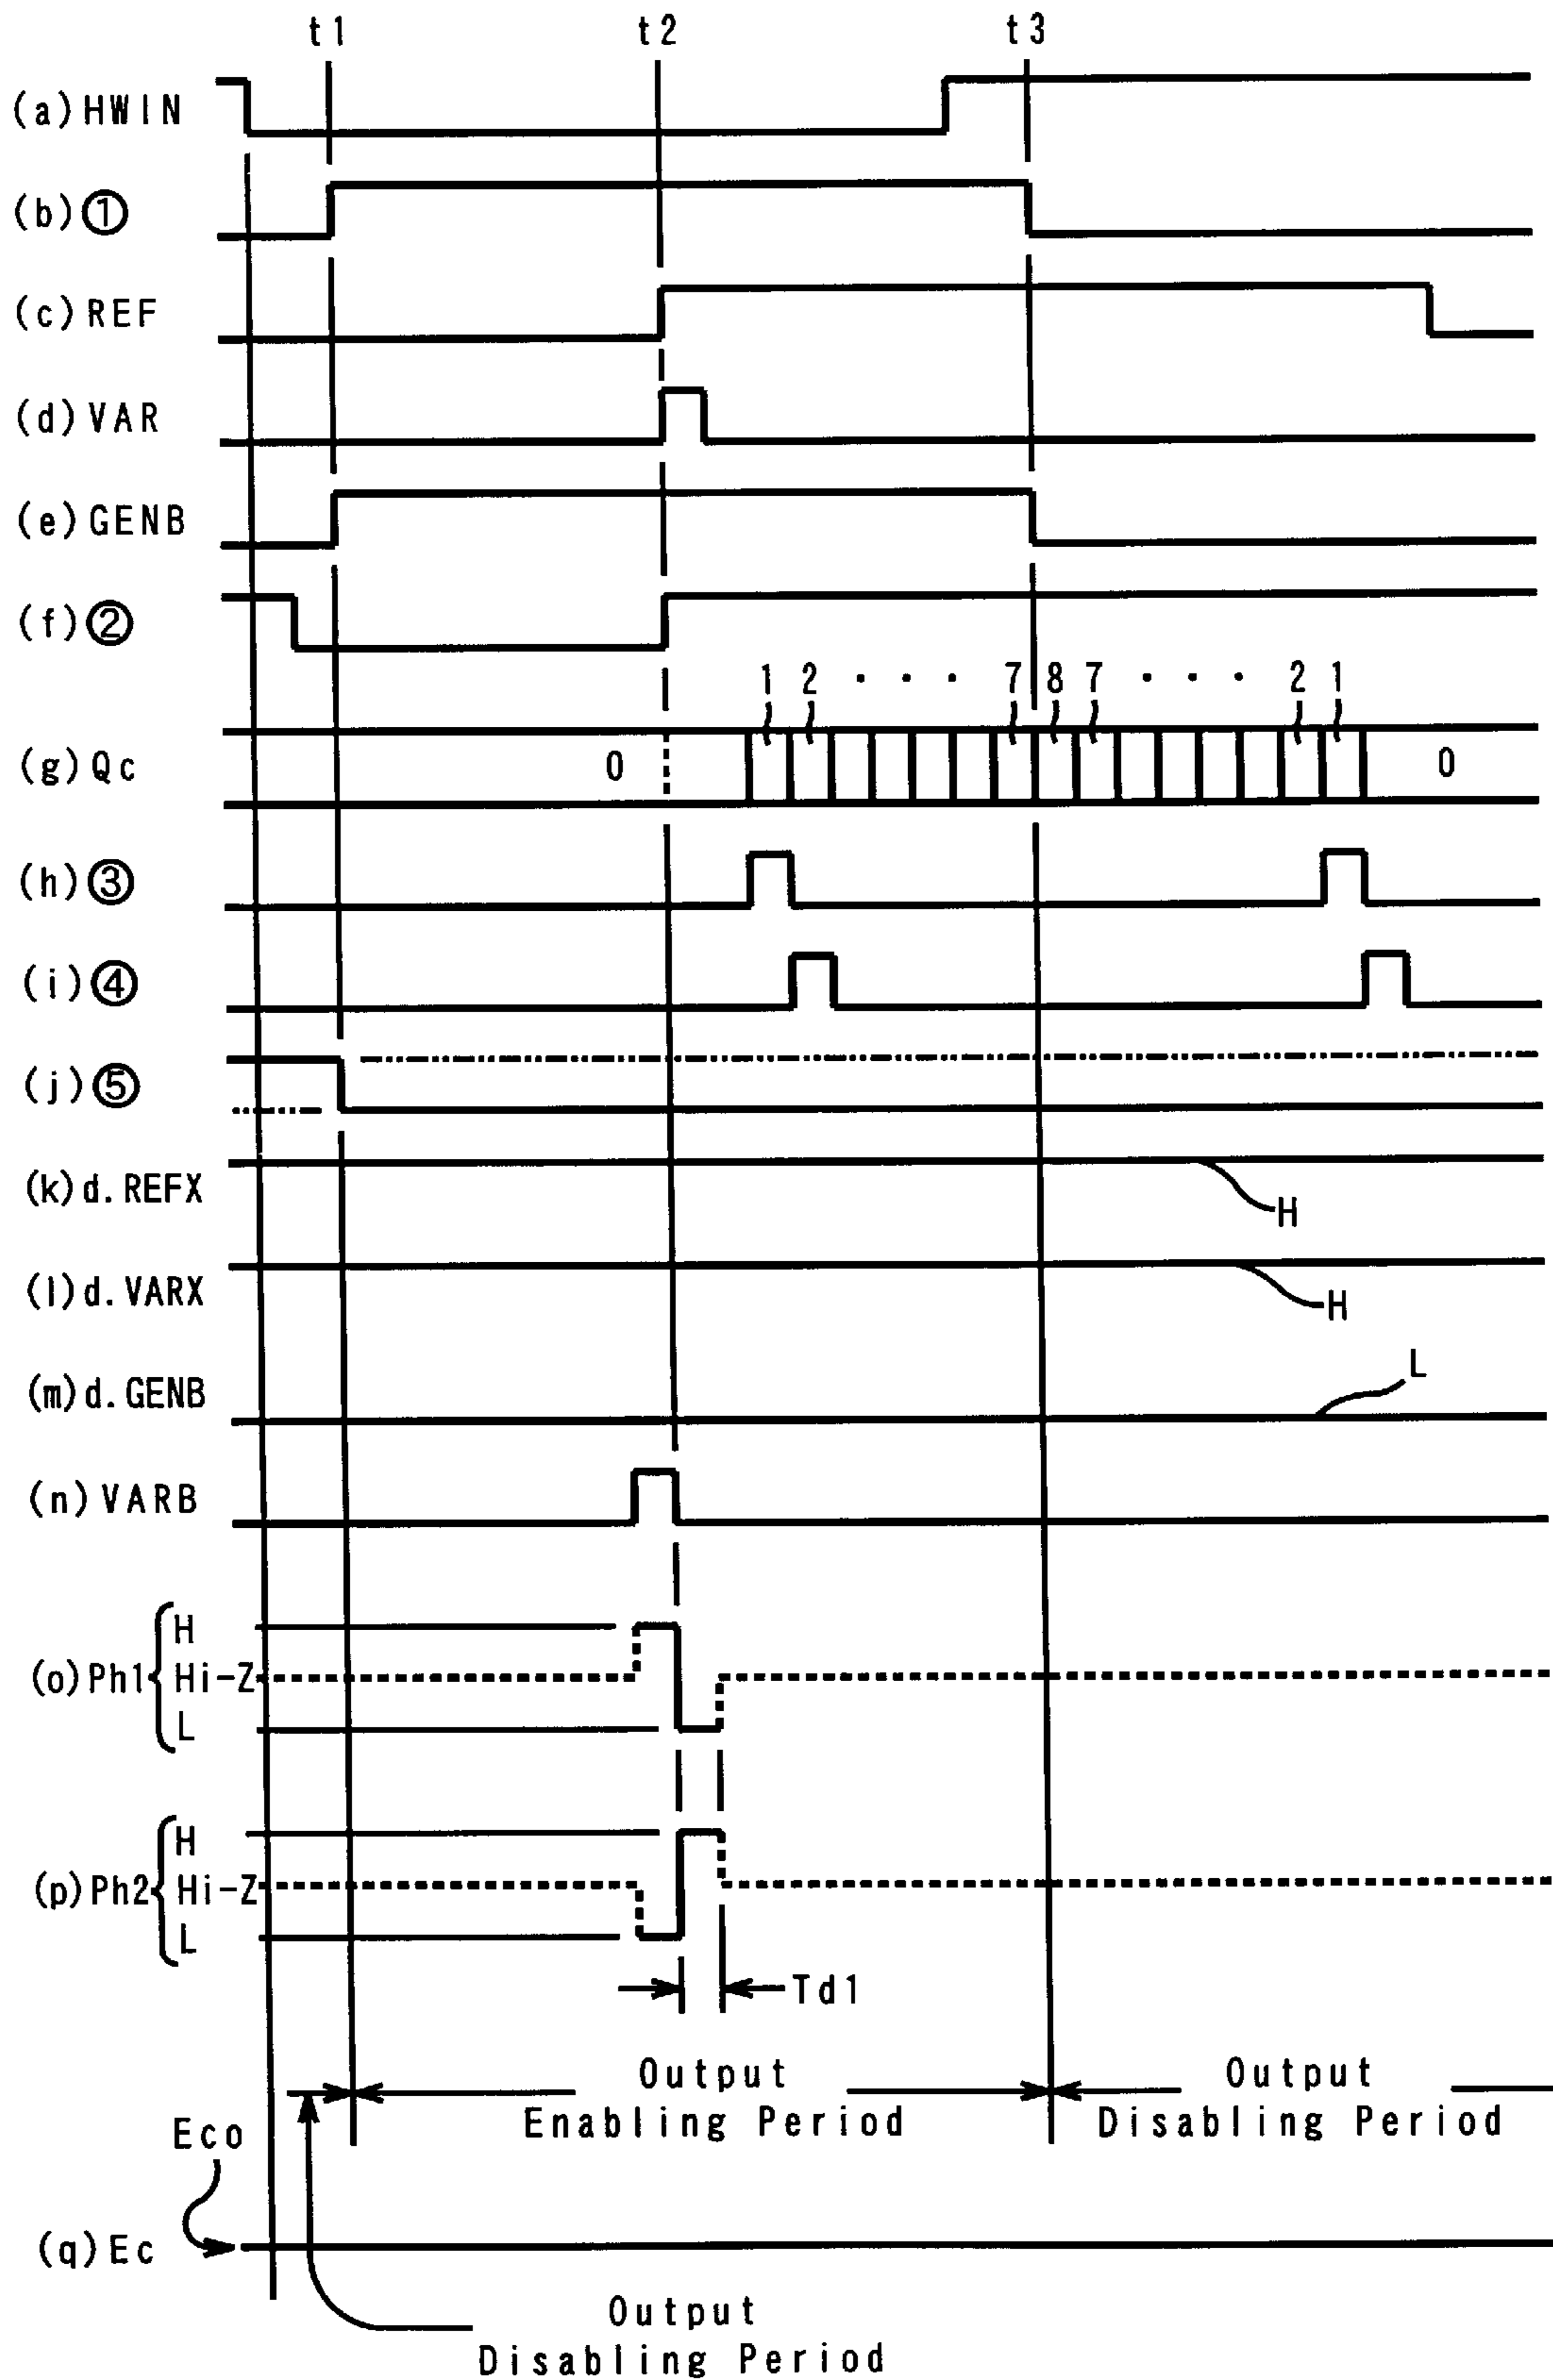 t1 t2 t3
(a) HWIN
(b) ①
(c) REF
(d) VAR
(e) GENB
(f) ②
1 2 · · · 7 8 7 · · · 2 1
(g) Qc 0 0
(h) ③
(i) ④
(j) ⑤
(k) d.REFX
H
(l) d.VARX
H
L
(m) d.GENB
(n) VARB
H
(o) Ph1 Hi-Z
L
H
(p) Ph2 Hi-Z
L
Td1
Output
Enabling Period
Output
Disabling Period
Eco
(q) Ec
Output
Disabling Period